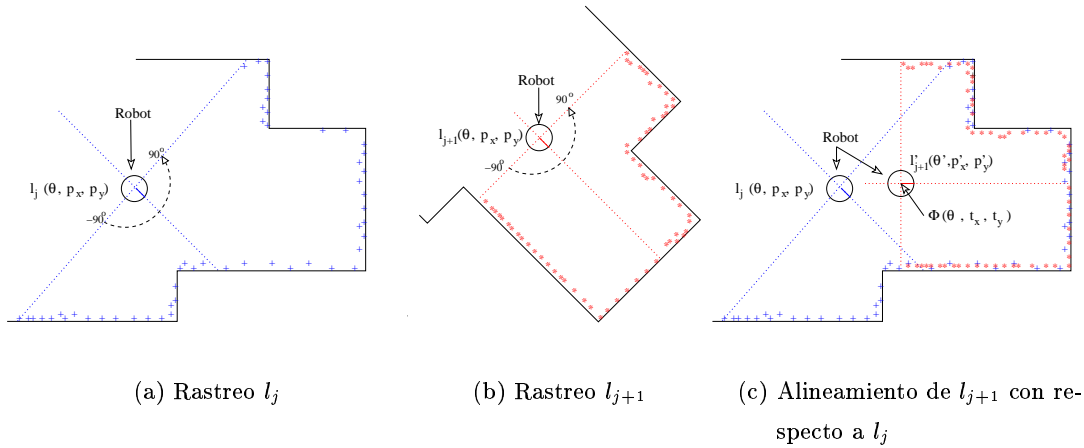 Robot
90°
l_j (θ, p_x, p_y)
−90°
(a) Rastreo l_j
Robot
90°
l_{j+1}(θ, p_x, p_y)
−90°
(b) Rastreo l_{j+1}
Robot
l'_{j+1}(θ',p'_x, p'_y)
l_j (θ, p_x, p_y)
Φ(θ , t_x , t_y)
(c) Alineamiento de l_{j+1} con re-
specto a l_j